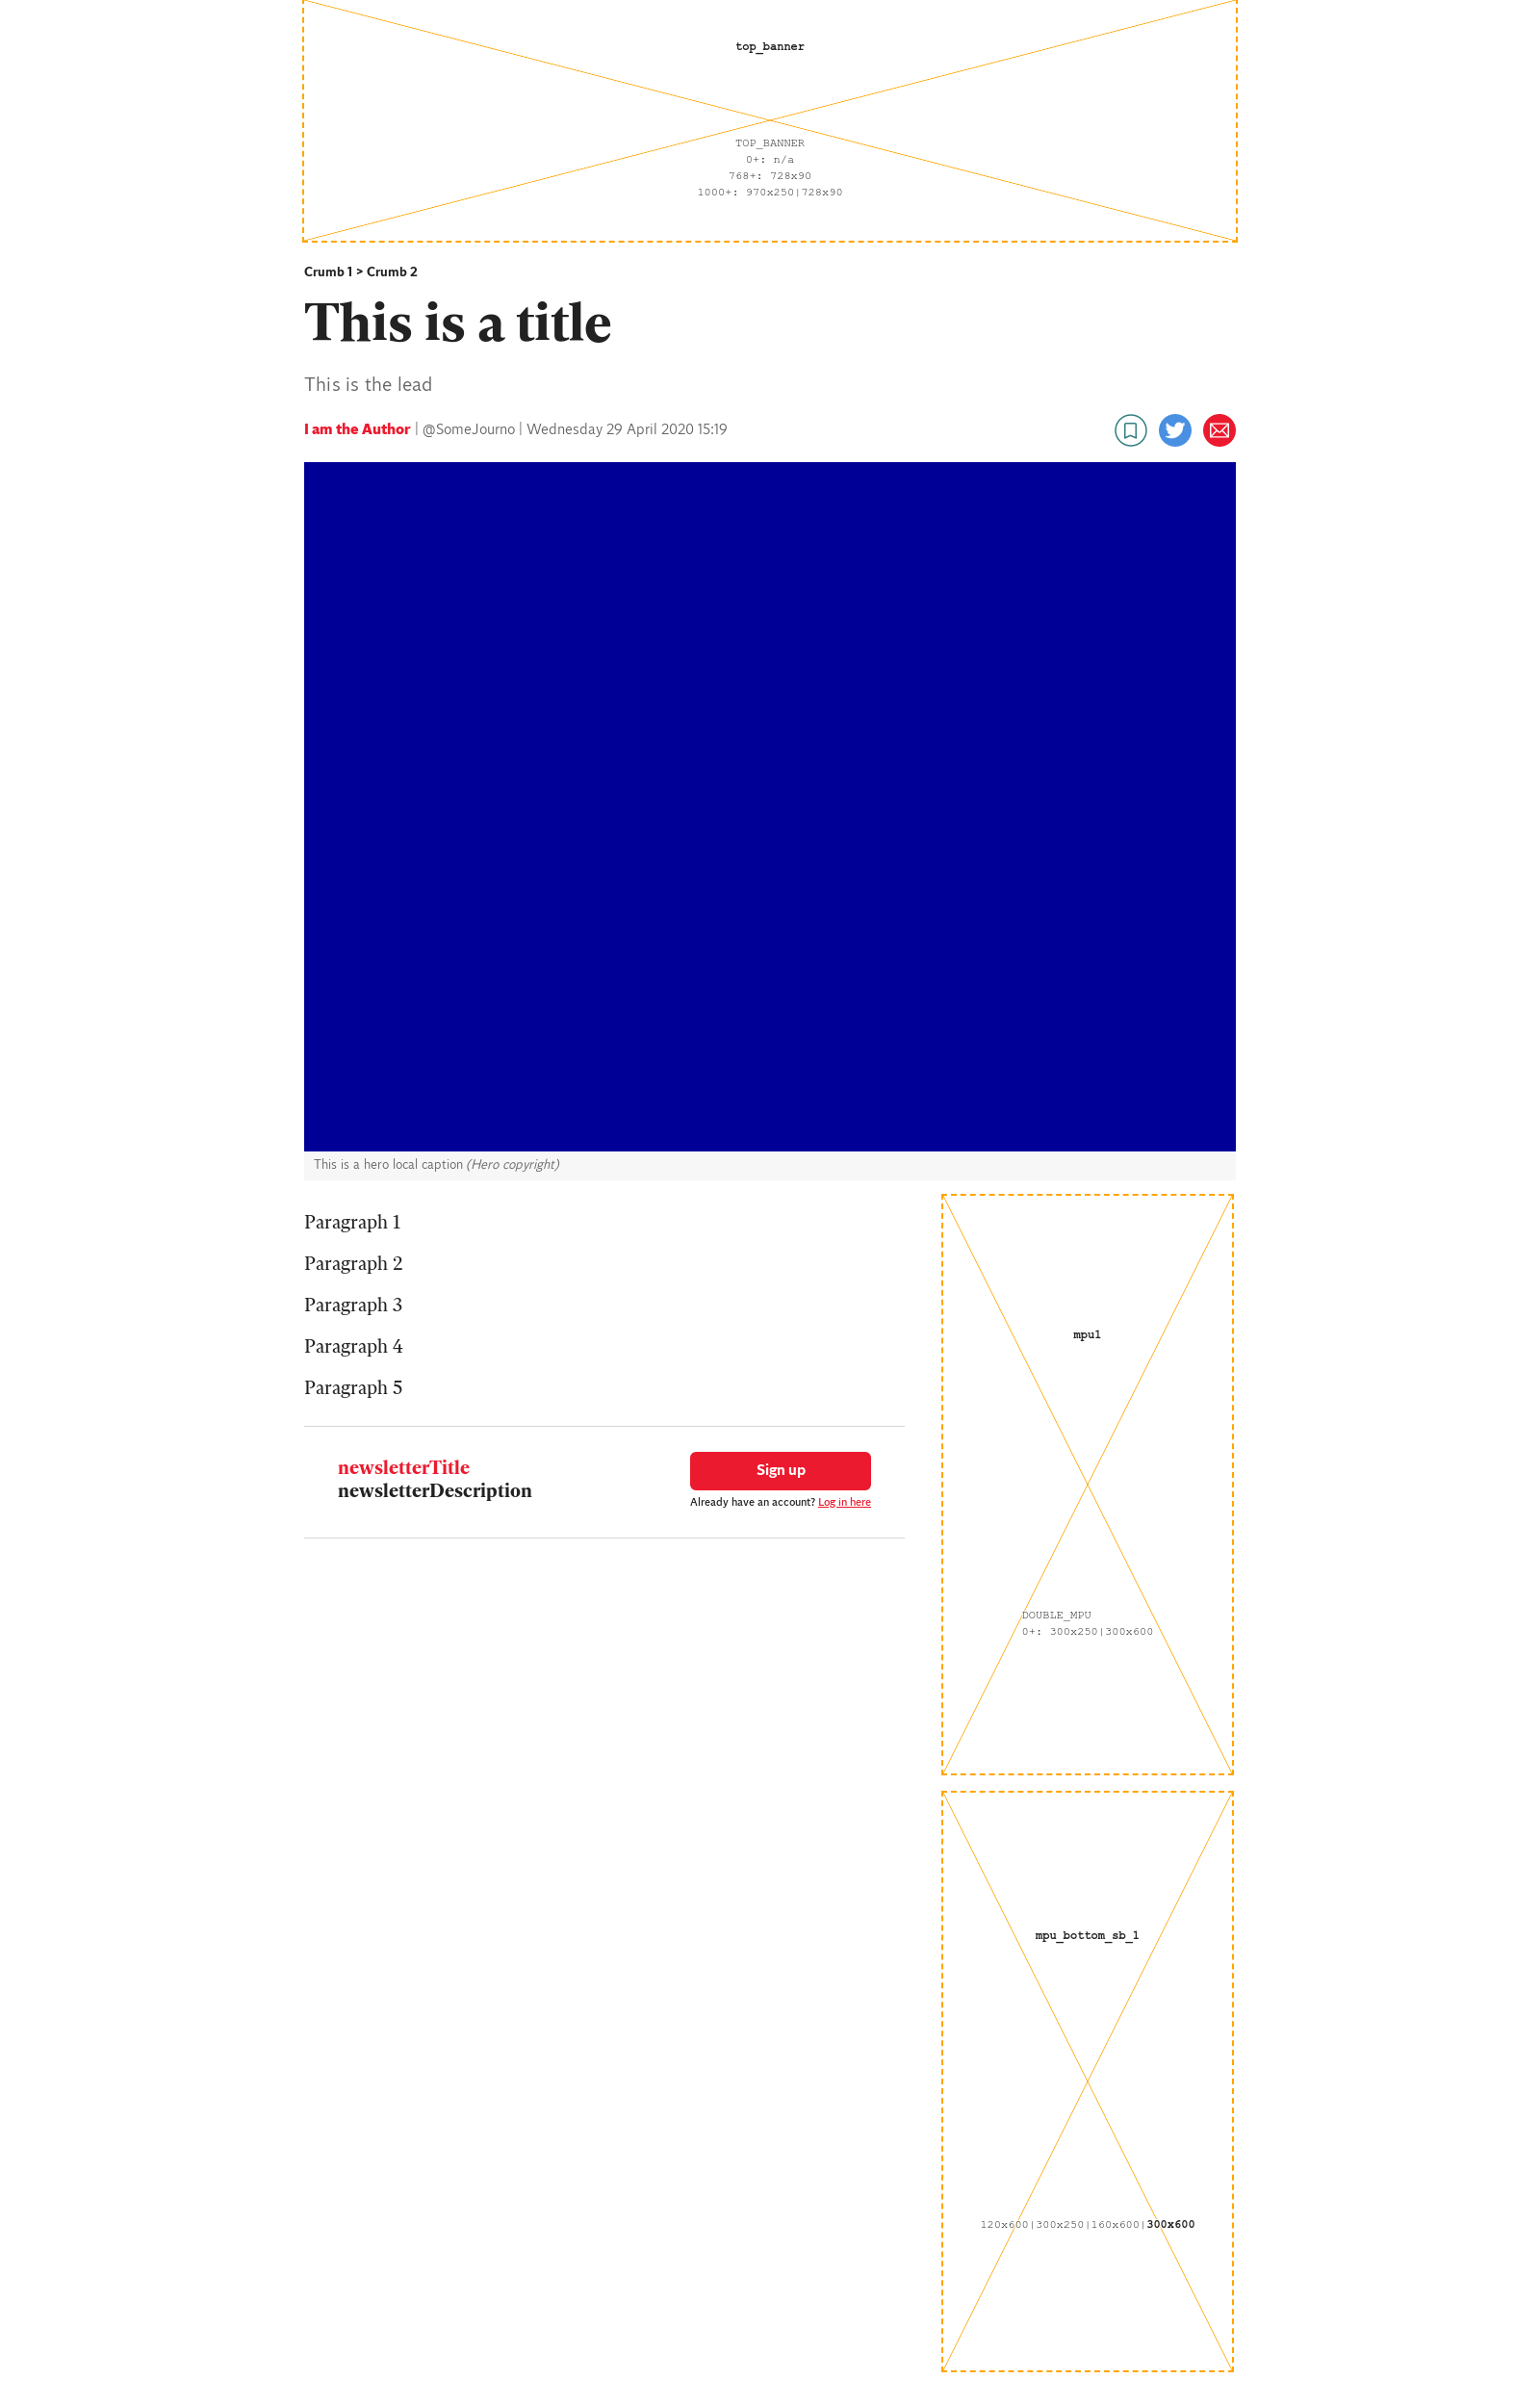 top_banner
TOP_BANNER
0+: n/a
768+: 728x90
1000+: 970x250|728x90
Crumb 1 > Crumb 2
This is a title
This is the lead
I am the Author | @SomeJourno | Wednesday 29 April 2020 15:19
This is a hero local caption (Hero copyright)
Paragraph 1
Paragraph 2
Paragraph 3
Paragraph 4
Paragraph 5
newsletterTitle
newsletterDescription
Sign up
Already have an account? Log in here
mpu1
DOUBLE_MPU
0+: 300x250|300x600
mpu_bottom_sb_1
120x600|300x250|160x600|300x600